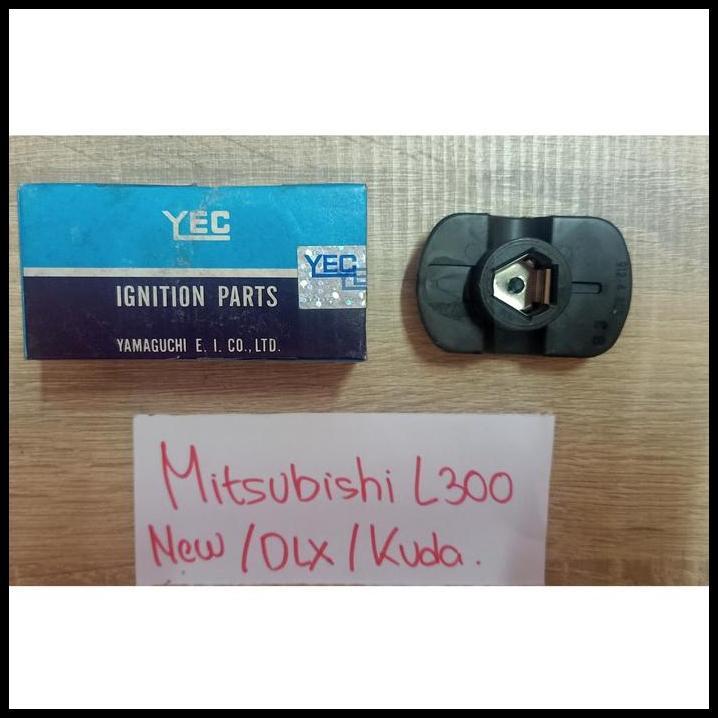 YEC
YEC
IGNITION PARTS
YAMAGUCHI E. I. CO., LTD.
Mitsubishi L300
New / DLX / Kuda.